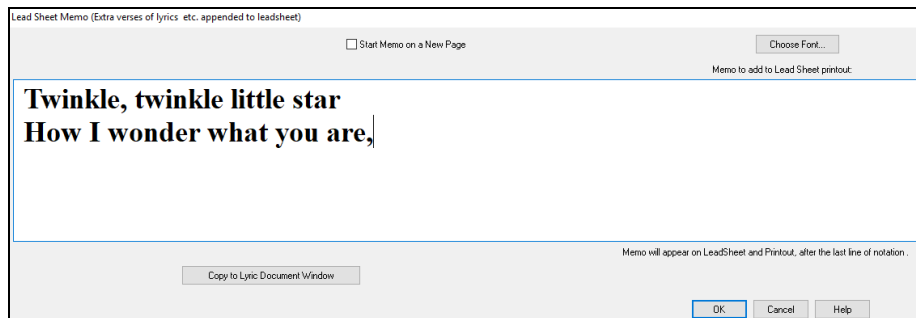 Lead Sheet Memo (Extra verses of lyrics etc. appended to leadsheet)
Start Memo on a New Page
Choose Font...
Memo to add to Lead Sheet printout:
Twinkle, twinkle little star
How I wonder what you are,
Memo will appear on LeadSheet and Printout, after the last line of notation .
Copy to Lyric Document Window
OK Cancel Help